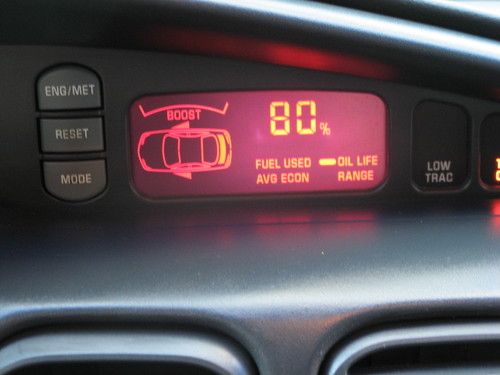 ENG/MET
RESET
MODE
BOOST
80%
FUEL USED OIL LIFE
AVG ECON RANGE
LOW
TRAC